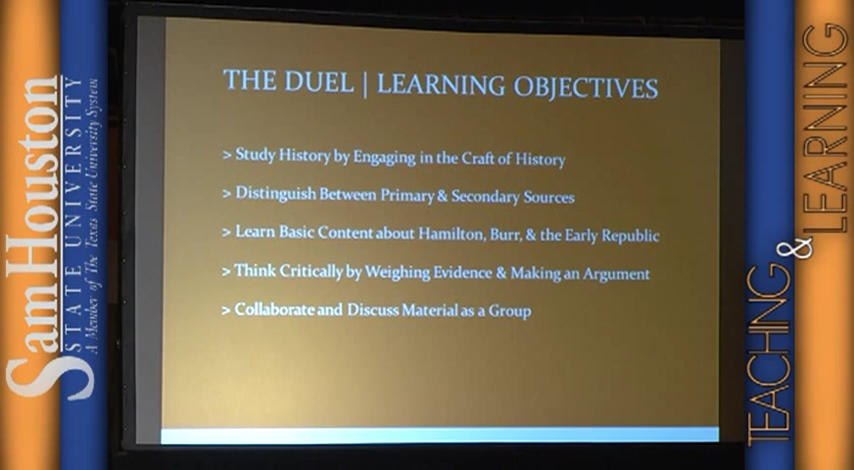 Sam Houston
STATE UNIVERSITY
A Member of The Texas State University System
THE DUEL | LEARNING OBJECTIVES
> Study History by Engaging in the Craft of History
> Distinguish Between Primary & Secondary Sources
> Learn Basic Content about Hamilton, Burr, & the Early Republic
> Think Critically by Weighing Evidence & Making an Argument
> Collaborate and Discuss Material as a Group
TEACHING
&
LEARNING